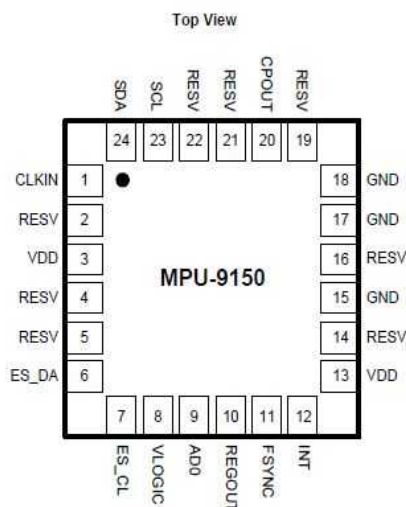 Top View
SDA SCL RESV RESV CPOUT RESV
24 23 22 21 20 19
CLKIN 1 18 GND
RESV 2 17 GND
VDD 3 16 RESV
MPU-9150
RESV 4 15 GND
RESV 5 14 RESV
ES_DA 6 13 VDD
7 8 9 10 11 12
ES_CL VLOGIC AD0 REGOUT FSYNC INT